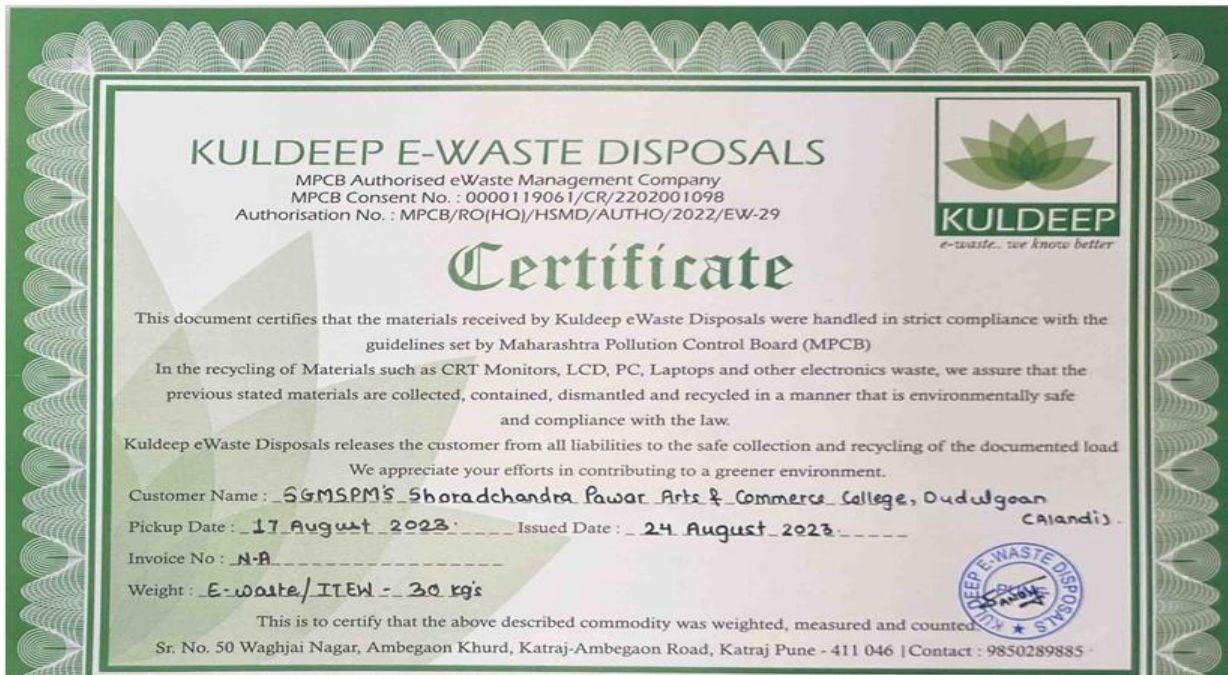 KULDEEP E-WASTE DISPOSALS
MPCB Authorised eWaste Management Company
MPCB Consent No. : 0000119061/CR/2202001098
Authorisation No. : MPCB/RO(HQ)/HSMD/AUTHO/2022/EW-29
KULDEEP
e-waste.. we know better
Certificate
This document certifies that the materials received by Kuldeep eWaste Disposals were handled in strict compliance with the
guidelines set by Maharashtra Pollution Control Board (MPCB)
In the recycling of Materials such as CRT Monitors, LCD, PC, Laptops and other electronics waste, we assure that the
previous stated materials are collected, contained, dismantled and recycled in a manner that is environmentally safe
and compliance with the law.
Kuldeep eWaste Disposals releases the customer from all liabilities to the safe collection and recycling of the documented load
We appreciate your efforts in contributing to a greener environment.
Customer Name : SGMSPM's Shoradchandra Pawar Arts & Commerce College, Dudulgoan
(Alandi).
Pickup Date : 17 August 2023. Issued Date : 24 August 2023.
Invoice No : N-A
Weight : E-waste/ITEW - 30 kg's
KULDEEP E-WASTE DISPOSALS
This is to certify that the above described commodity was weighted, measured and counted.
Sr. No. 50 Waghjai Nagar, Ambegaon Khurd, Katraj-Ambegaon Road, Katraj Pune - 411 046 | Contact : 9850289885